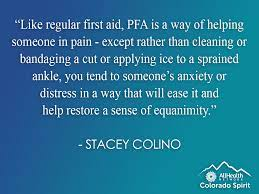 “Like regular first aid, PFA is a way of helping
someone in pain - except rather than cleaning or
bandaging a cut or applying ice to a sprained
ankle, you tend to someone’s anxiety or
distress in a way that will ease it and
help restore a sense of equanimity.”
- STACEY COLINO
AllHealth
NETWORK
Colorado Spirit